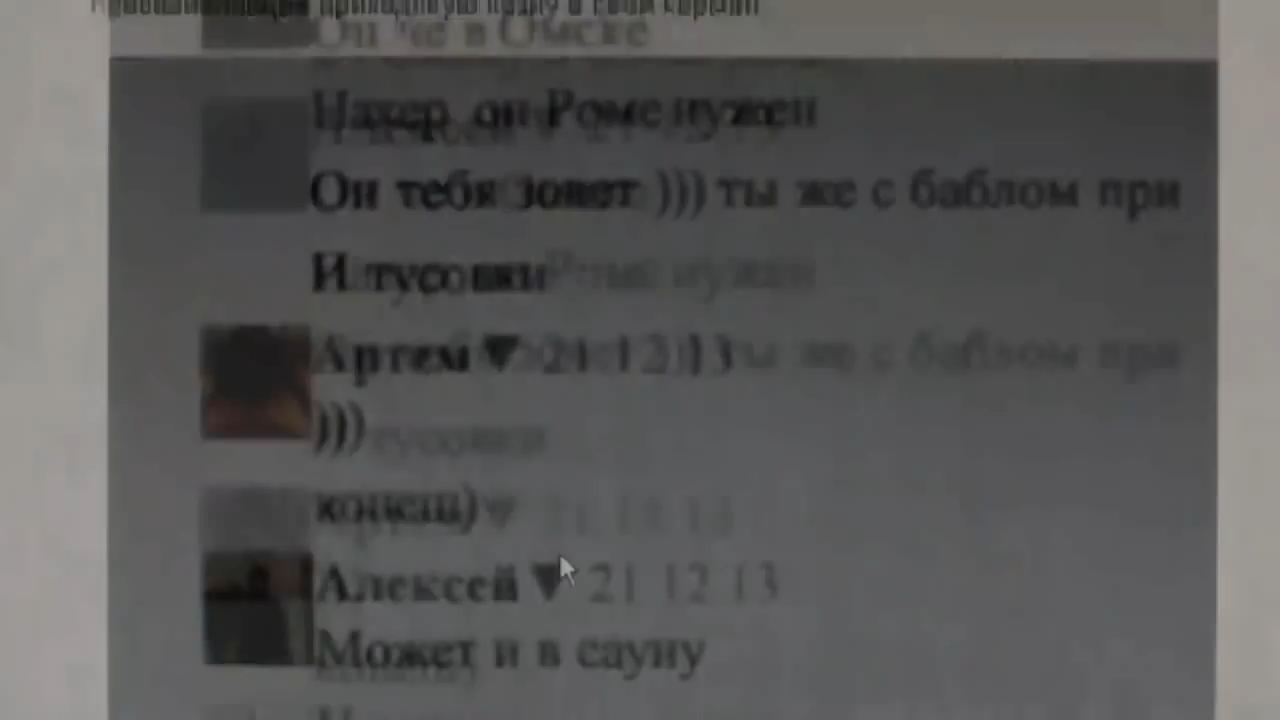 Он че в Омске
Нахер он Роме нужен
Он тебя зовет ))) ты же с баблом при
И тусовки
Артем ▼ 21 12 13
)))
конеш)
Алексей ▼ 21 12 13
Может и в сауну